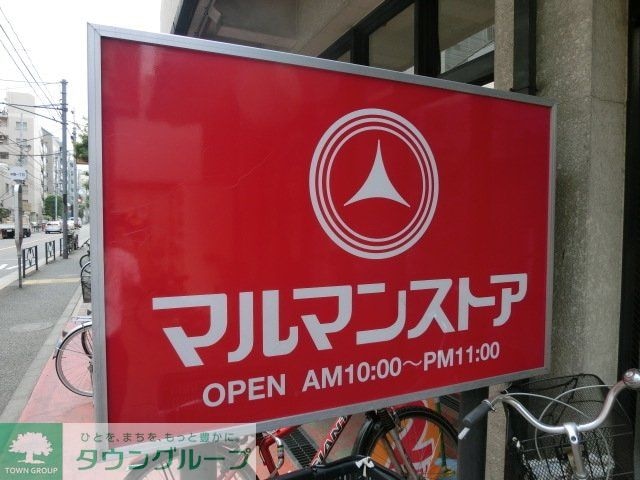 マルマンストア
OPEN AM10:00～PM11:00
GIANT
ひとを、まちを、もっと豊かに。
タウングループ
TOWN GROUP